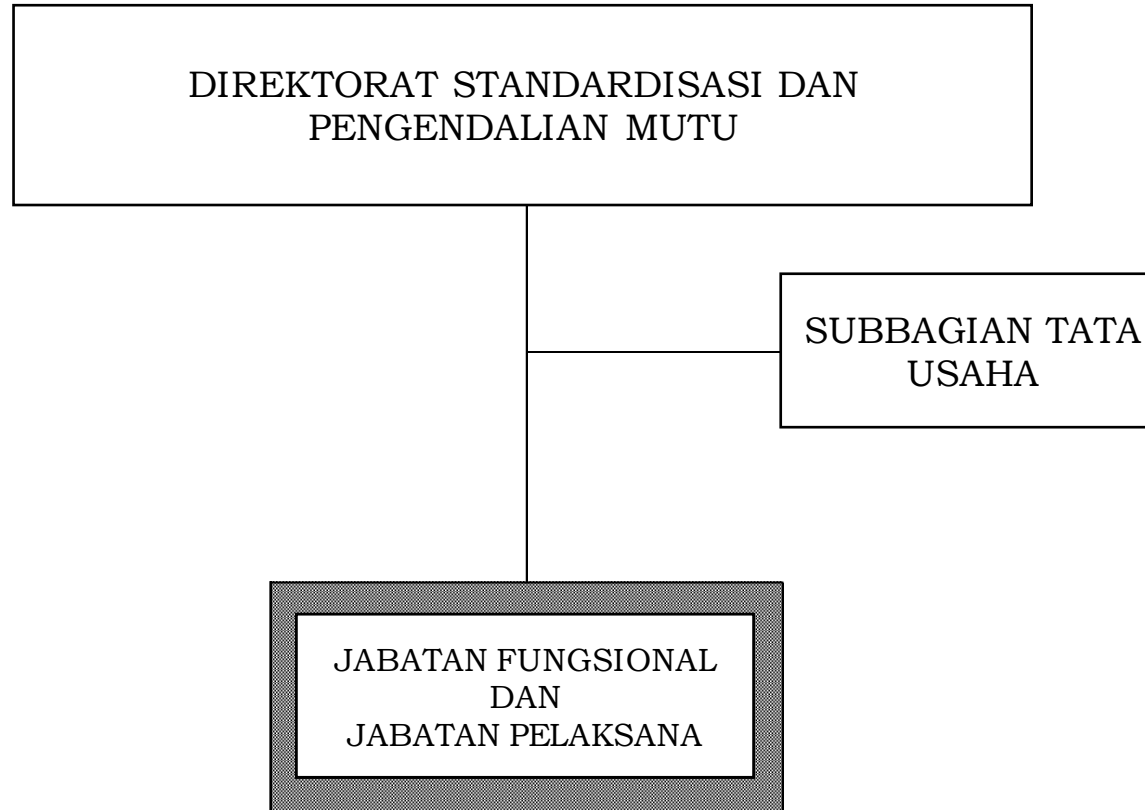 DIREKTORAT STANDARDISASI DAN
PENGENDALIAN MUTU
SUBBAGIAN TATA
USAHA
JABATAN FUNGSIONAL
DAN
JABATAN PELAKSANA